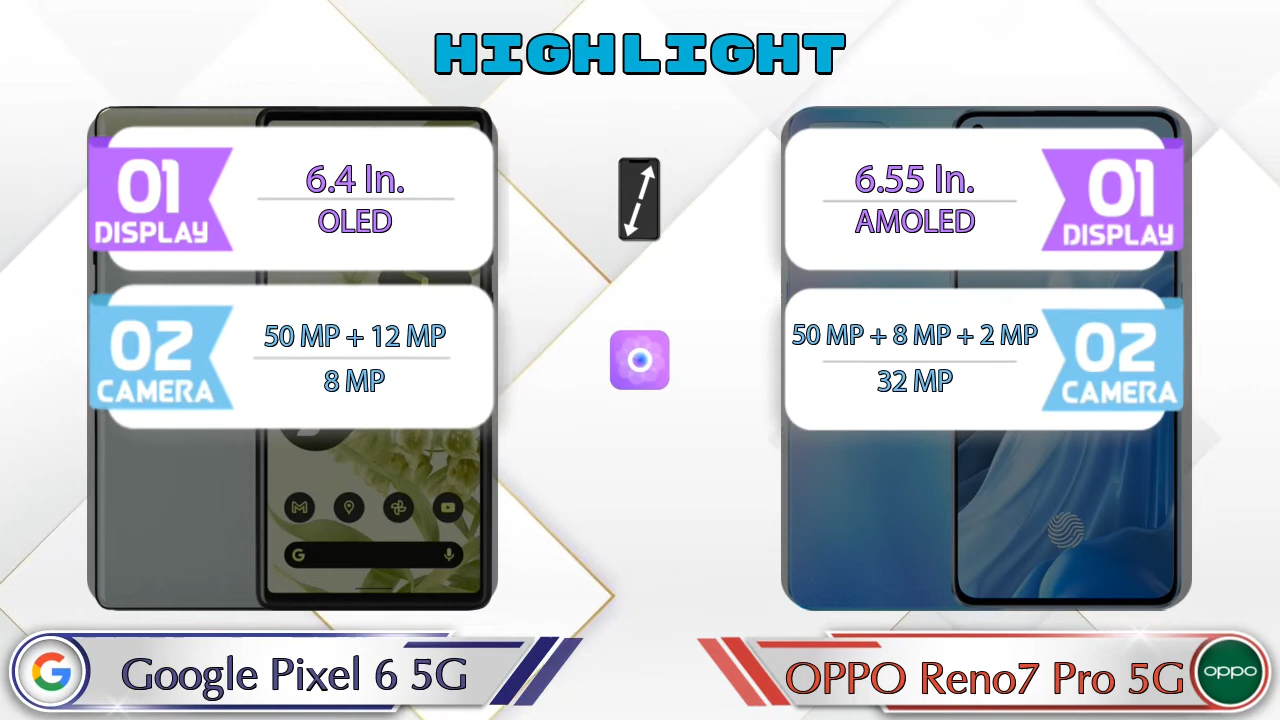 HIGHLIGHT
01
DISPLAY
6.4 In.
OLED
6.55 In.
AMOLED
01
DISPLAY
02
CAMERA
50 MP + 12 MP
8 MP
50 MP + 8 MP + 2 MP
32 MP
02
CAMERA
G
Google Pixel 6 5G
OPPO Reno7 Pro 5G
oppo